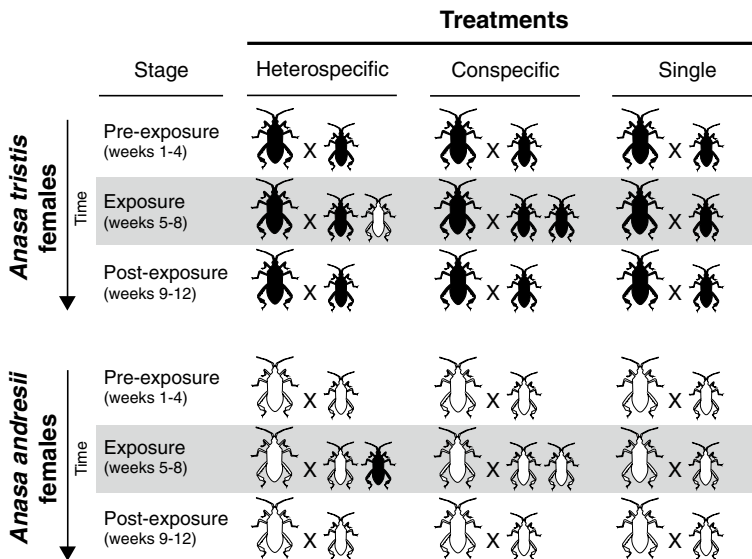 Treatments
Stage
Heterospecific
Conspecific
Single
Anasa tristis
females
Time
Pre-exposure
(weeks 1-4)
X
X
X
Exposure
(weeks 5-8)
X
X
X
Post-exposure
(weeks 9-12)
X
X
X
Anasa andresii
females
Time
Pre-exposure
(weeks 1-4)
X
X
X
Exposure
(weeks 5-8)
X
X
X
Post-exposure
(weeks 9-12)
X
X
X